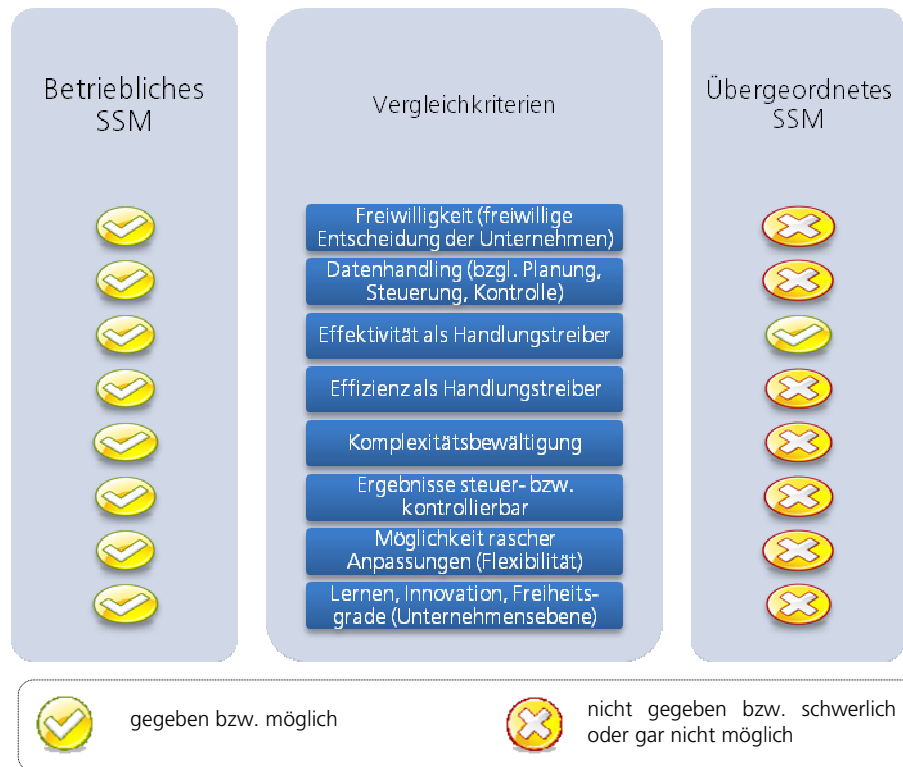 Betriebliches
SSM
Vergleichkriterien
Übergeordnetes
SSM
Freiwilligkeit (freiwillige
Entscheidung der Unternehmen)
Datenhandling (bzgl. Planung,
Steuerung, Kontrolle)
Effektivität als Handlungstreiber
Effizienz als Handlungstreiber
Komplexitätsbewältigung
Ergebnisse steuer- bzw.
kontrollierbar
Möglichkeit rascher
Anpassungen (Flexibilität)
Lernen, Innovation, Freiheits-
grade (Unternehmensebene)
gegeben bzw. möglich
nicht gegeben bzw. schwerlich
oder gar nicht möglich